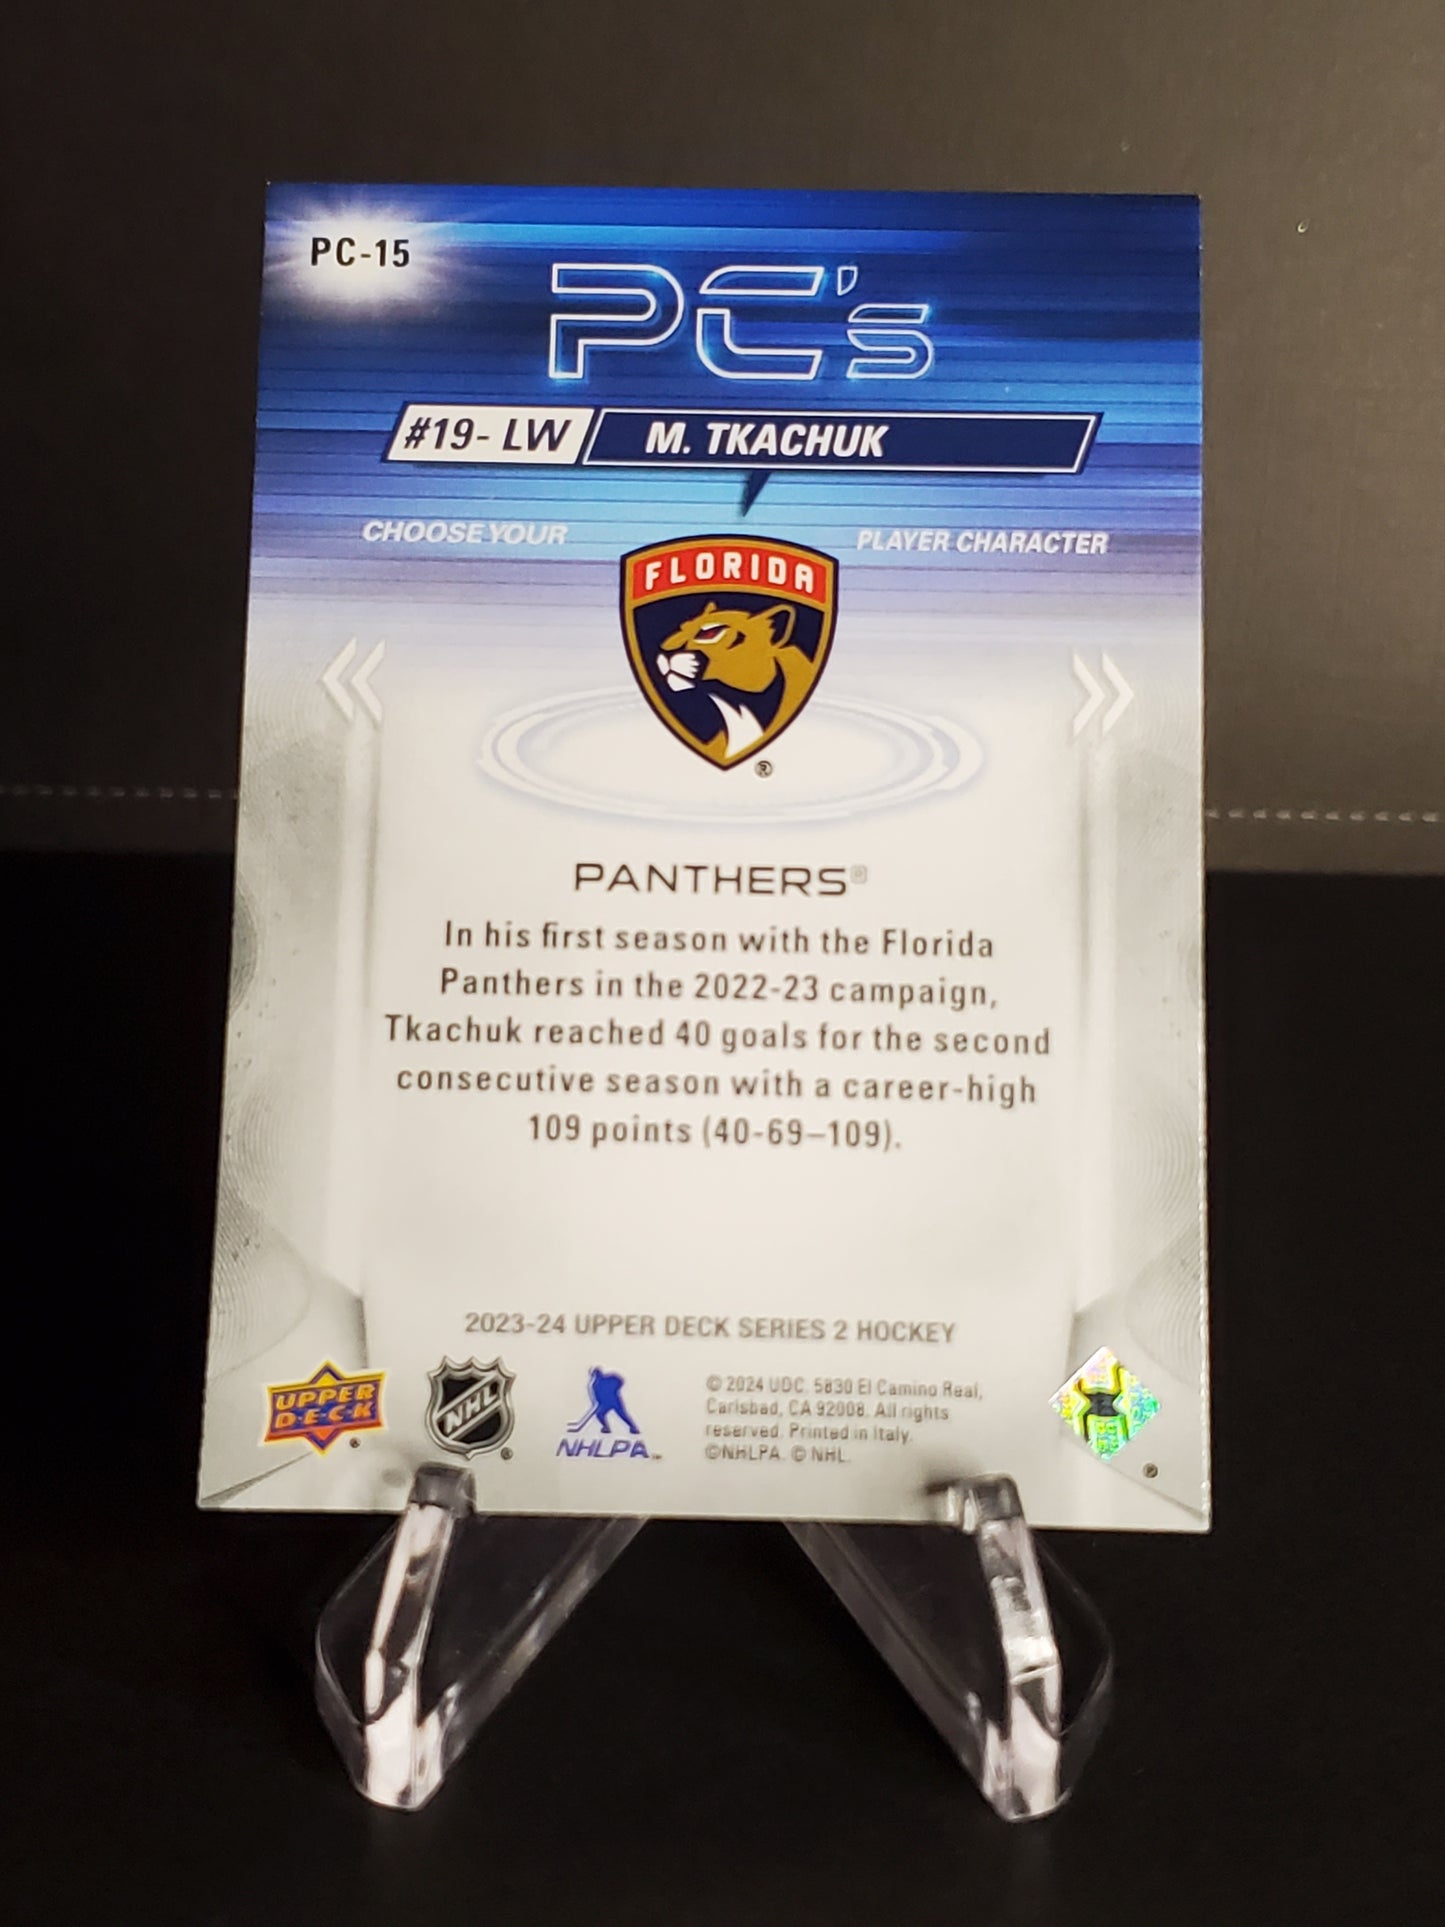 PC-15
PC's
#19- LW M. TKACHUK
CHOOSE YOUR PLAYER CHARACTER
FLORIDA
®
PANTHERS®
In his first season with the Florida
Panthers in the 2022-23 campaign,
Tkachuk reached 40 goals for the second
consecutive season with a career-high
109 points (40-69–109).
2023-24 UPPER DECK SERIES 2 HOCKEY
UPPER
DECK
®
NHL
®
NHLPA™
© 2024 UDC. 5830 El Camino Real,
Carlsbad, CA 92008. All rights
reserved. Printed in Italy.
©NHLPA. © NHL.
®